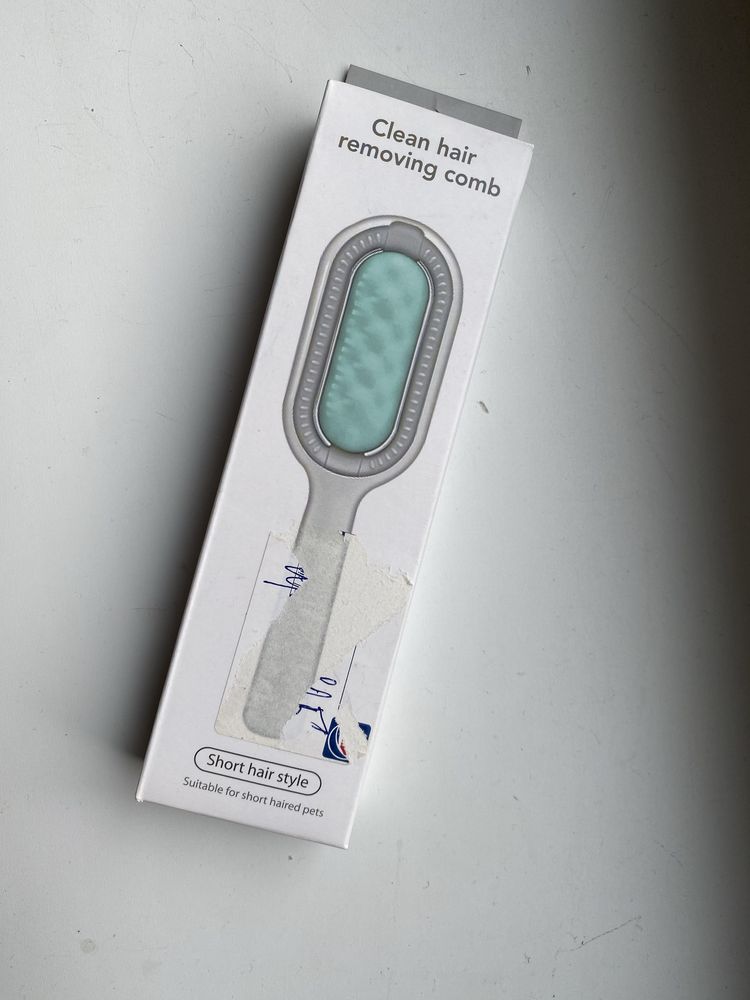 Clean hair
removing comb
Short hair style
Suitable for short haired pets